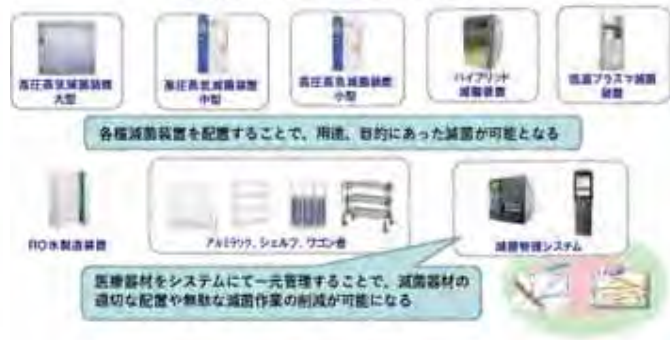 高圧蒸気滅菌装置
大型
高圧蒸気滅菌装置
中型
高圧蒸気滅菌装置
小型
ハイブリッド
滅菌装置
低温プラズマ滅菌
装置
各種滅菌装置を配置することで、用途、目的にあった滅菌が可能となる
RO水製造装置
アルミラック、シェルフ、ワゴン他
滅菌管理システム
医療器材をシステムにて一元管理することで、滅菌器材の
適切な配置や無駄な滅菌作業の削減が可能になる